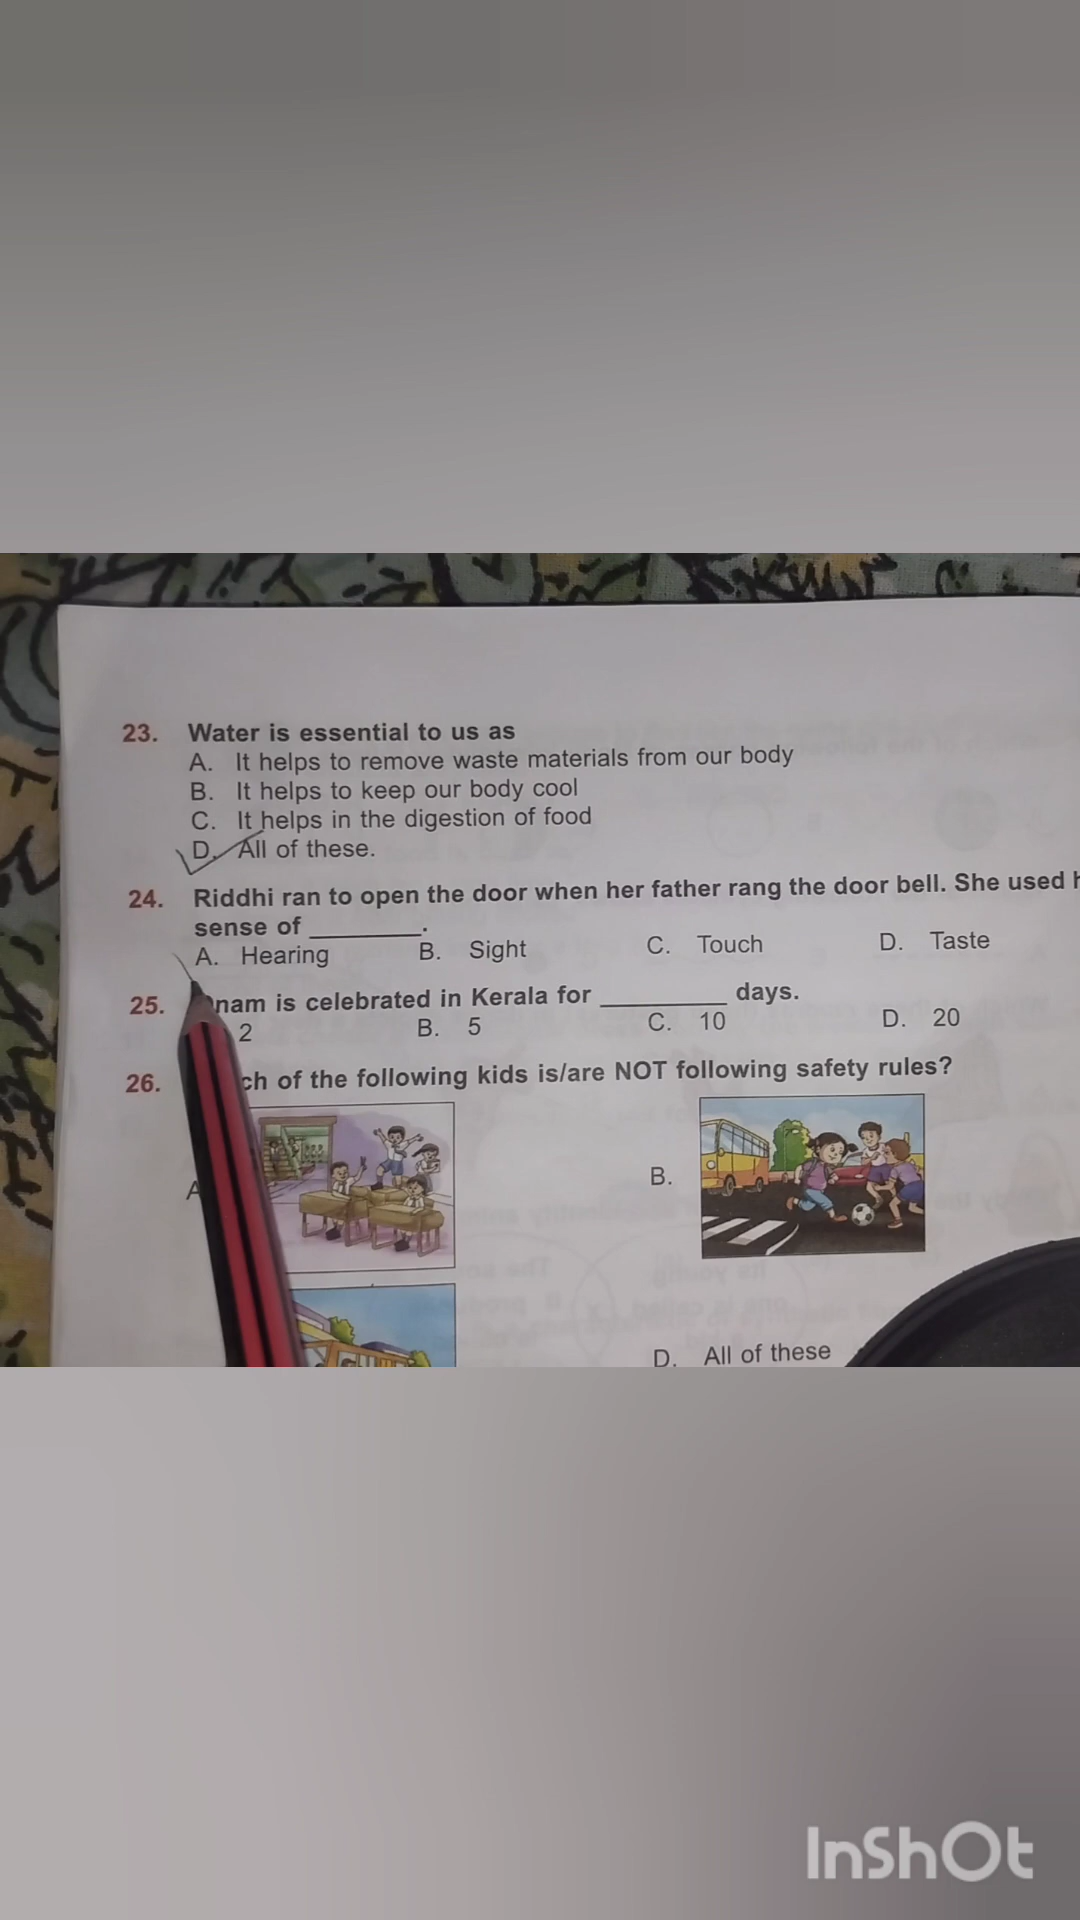 23. Water is essential to us as
A. It helps to remove waste materials from our body
B. It helps to keep our body cool
C. It helps in the digestion of food
D. All of these.
24. Riddhi ran to open the door when her father rang the door bell. She used
sense of ________.
A. Hearing B. Sight C. Touch D. Taste
25. nam is celebrated in Kerala for ________ days.
2 B. 5 C. 10 D. 20
26. ch of the following kids is/are NOT following safety rules?
A
B.
D. All of these
InShOt